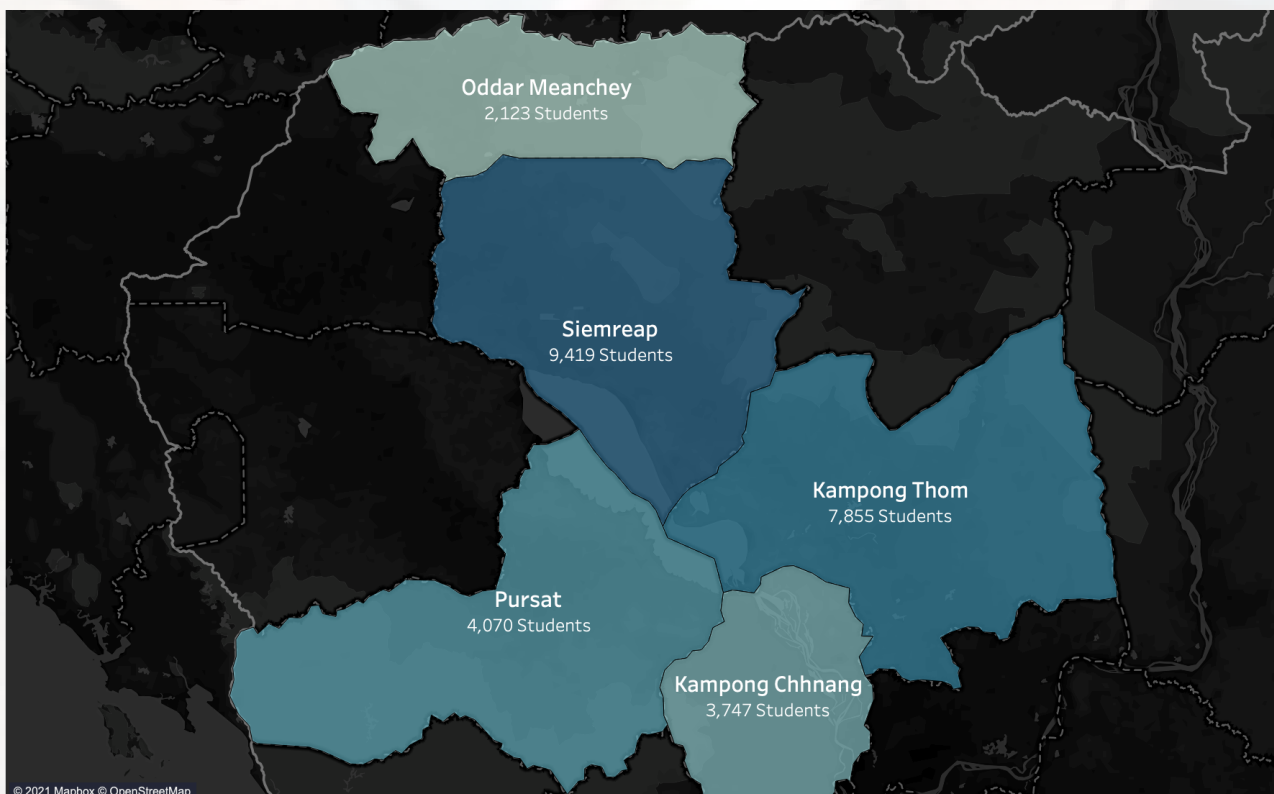 Oddar Meanchey
2,123 Students
Siemreap
9,419 Students
Kampong Thom
7,855 Students
Pursat
4,070 Students
Kampong Chhnang
3,747 Students
© 2021 Mapbox © OpenStreetMap